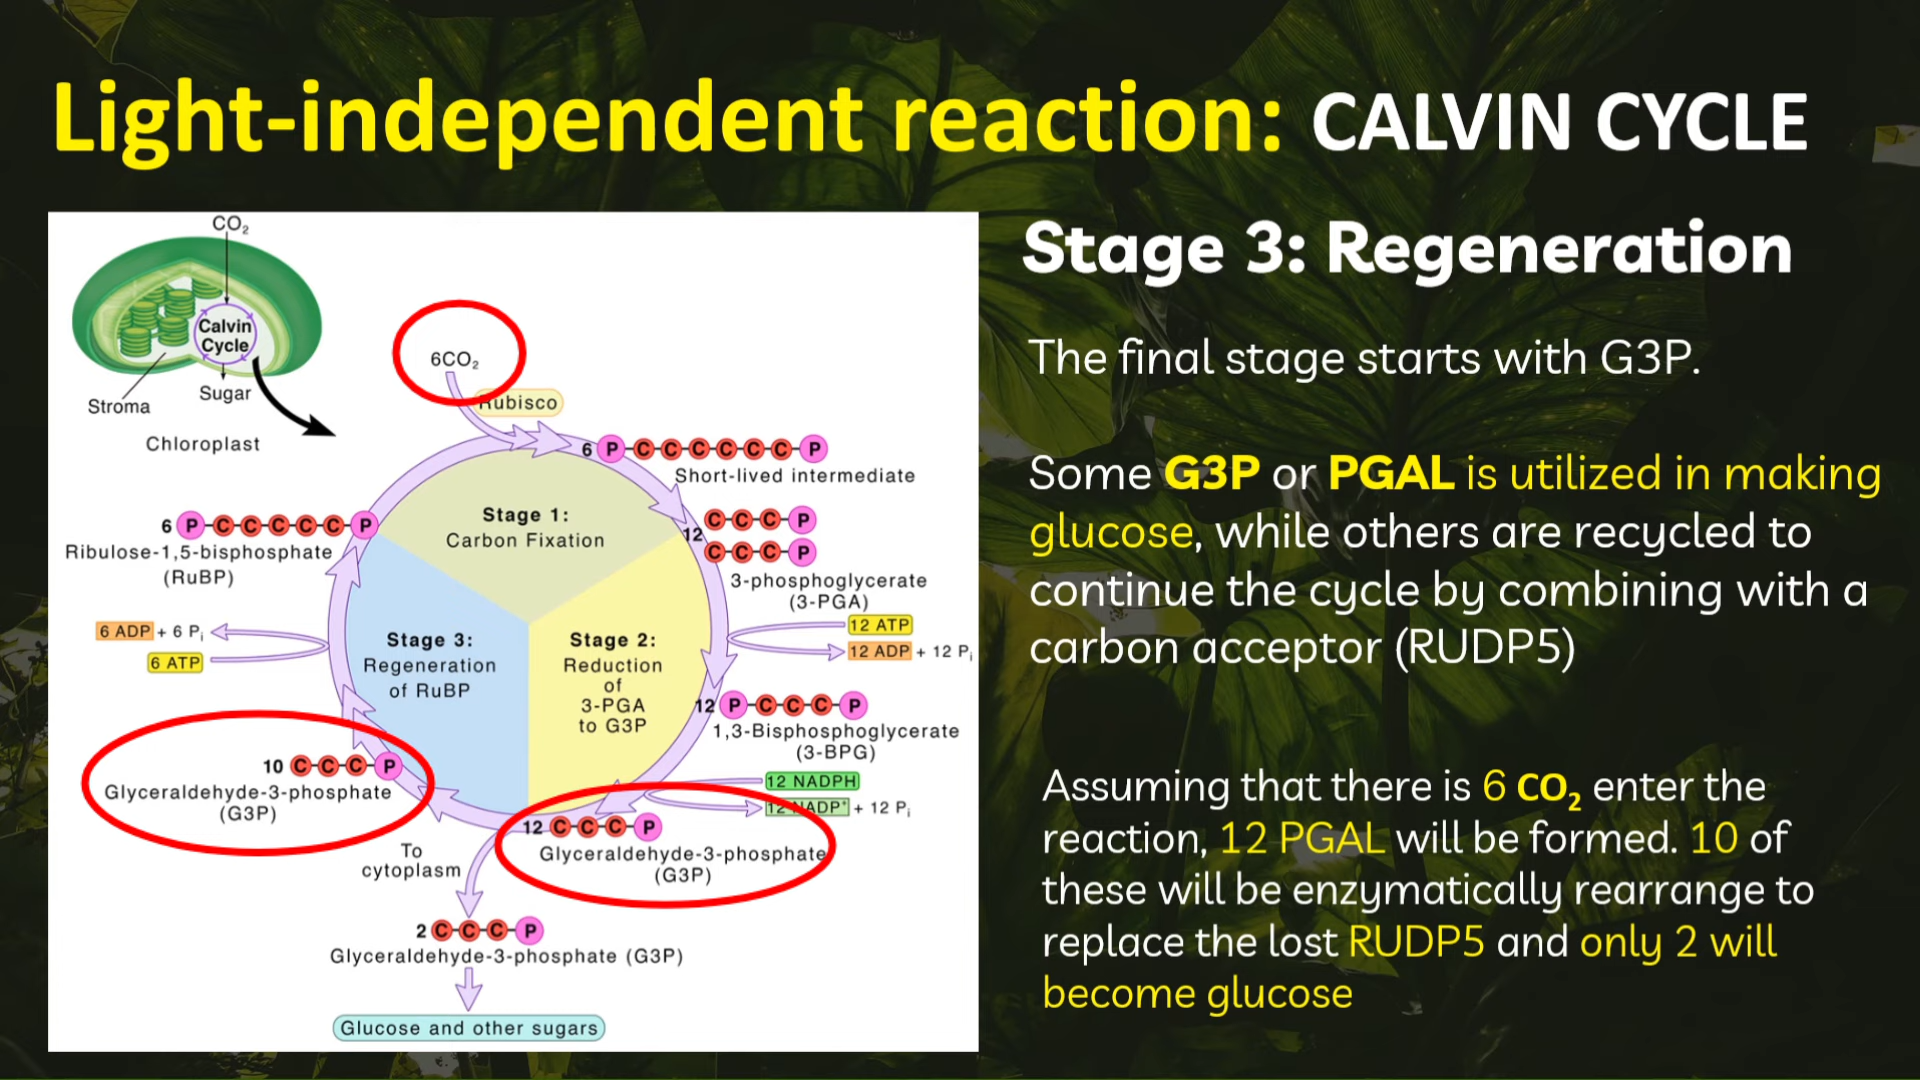 Light-independent reaction: CALVIN CYCLE
CO₂
Calvin
Cycle
Stroma
Sugar
Chloroplast
6CO₂
Rubisco
6 P-C-C-C-C-C-C-P
Short-lived intermediate
6 P-C-C-C-C-C-P
Ribulose-1,5-bisphosphate
(RuBP)
Stage 1:
Carbon Fixation
12
C-C-C-P
C-C-C-P
3-phosphoglycerate
(3-PGA)
6 ADP + 6 Pi
6 ATP
Stage 3:
Regeneration
of RuBP
Stage 2:
Reduction
of
3-PGA
to G3P
12 ATP
12 ADP + 12 Pi
12 P-C-C-C-P
1,3-Bisphosphoglycerate
(3-BPG)
12 NADPH
12 NADP⁺ + 12 Pi
10 C-C-C-P
Glyceraldehyde-3-phosphate
(G3P)
12 C-C-C-P
Glyceraldehyde-3-phosphate
(G3P)
To
cytoplasm
2 C-C-C-P
Glyceraldehyde-3-phosphate (G3P)
Glucose and other sugars
Stage 3: Regeneration
The final stage starts with G3P.
Some G3P or PGAL is utilized in making
glucose, while others are recycled to
continue the cycle by combining with a
carbon acceptor (RUDP5)
Assuming that there is 6 CO₂ enter the
reaction, 12 PGAL will be formed. 10 of
these will be enzymatically rearrange to
replace the lost RUDP5 and only 2 will
become glucose